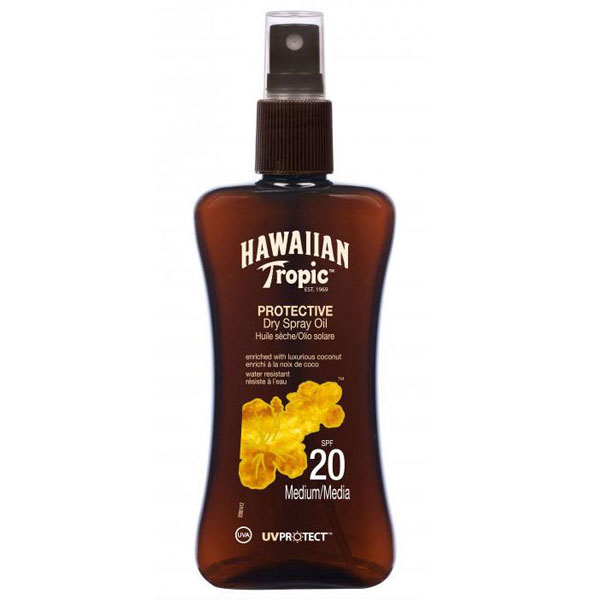 HAWAIIAN
Tropic™
EST. 1969
PROTECTIVE
Dry Spray Oil
Huile sèche/Olio solare
enriched with luxurious coconut
enrichi à la noix de coco
water resistant
résiste à l'eau
™
SPF
20
Medium/Media
UVA
UVPROTECT™